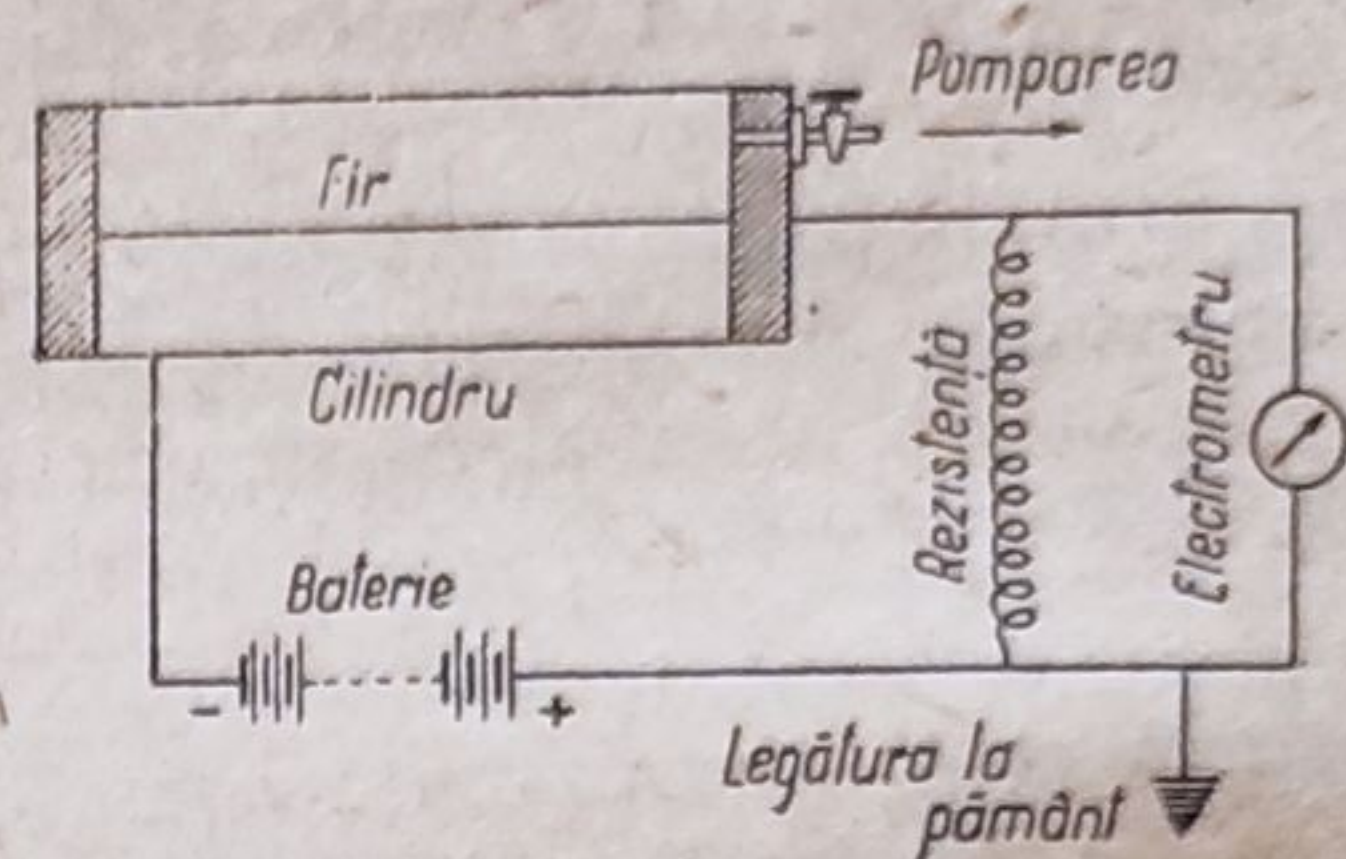 Pomparea
Fir
Cilindru
Rezistență
Electrometru
Baterie
- +
Legătura la
pământ